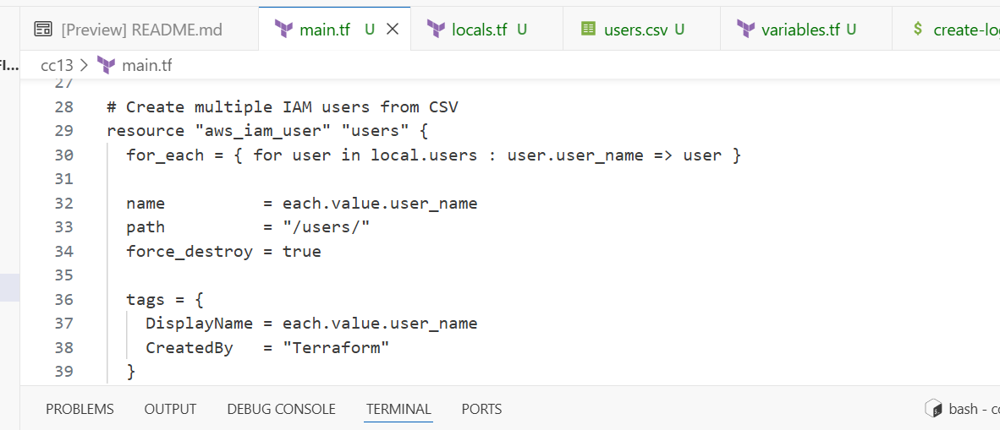 [Preview] README.md main.tf U locals.tf U users.csv U variables.tf U $
cc13 > main.tf
27
28 # Create multiple IAM users from CSV
29 resource "aws_iam_user" "users" {
30 for_each = { for user in local.users : user.user_name => user }
31
32 name = each.value.user_name
33 path = "/users/"
34 force_destroy = true
35
36 tags = {
37 DisplayName = each.value.user_name
38 CreatedBy = "Terraform"
39 }
PROBLEMS OUTPUT DEBUG CONSOLE TERMINAL PORTS bash -